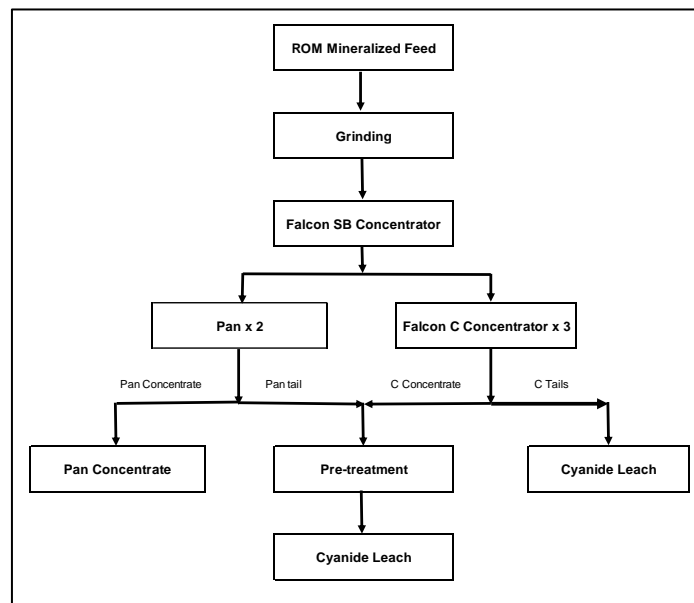 ROM Mineralized Feed
Grinding
Falcon SB Concentrator
Pan x 2
Falcon C Concentrator x 3
Pan Concentrate
Pan tail
C Concentrate
C Tails
Pan Concentrate
Pre-treatment
Cyanide Leach
Cyanide Leach